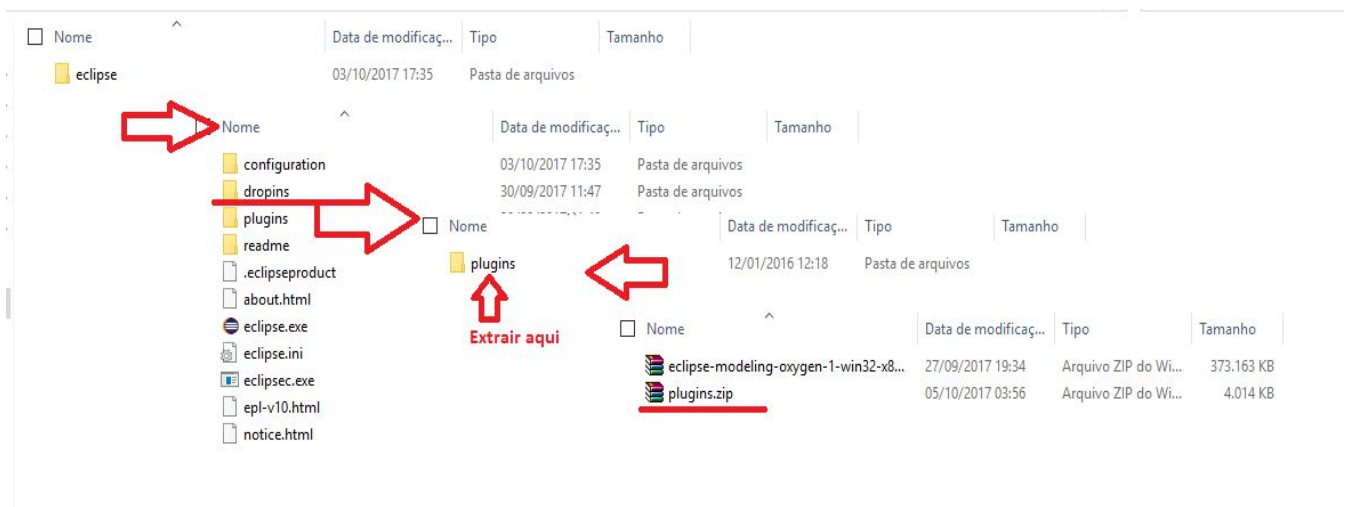 Nome Data de modificaç... Tipo Tamanho
eclipse 03/10/2017 17:35 Pasta de arquivos
Nome Data de modificaç... Tipo Tamanho
configuration 03/10/2017 17:35 Pasta de arquivos
dropins 30/09/2017 11:47 Pasta de arquivos
plugins
Nome Data de modificaç... Tipo Tamanho
readme
plugins 12/01/2016 12:18 Pasta de arquivos
.eclipseproduct
about.html
eclipse.exe
Extrair aqui
Nome Data de modificaç... Tipo Tamanho
eclipse.ini
eclipse-modeling-oxygen-1-win32-x8... 27/09/2017 19:34 Arquivo ZIP do Wi... 373.163 KB
eclipsec.exe
plugins.zip 05/10/2017 03:56 Arquivo ZIP do Wi... 4.014 KB
epl-v10.html
notice.html